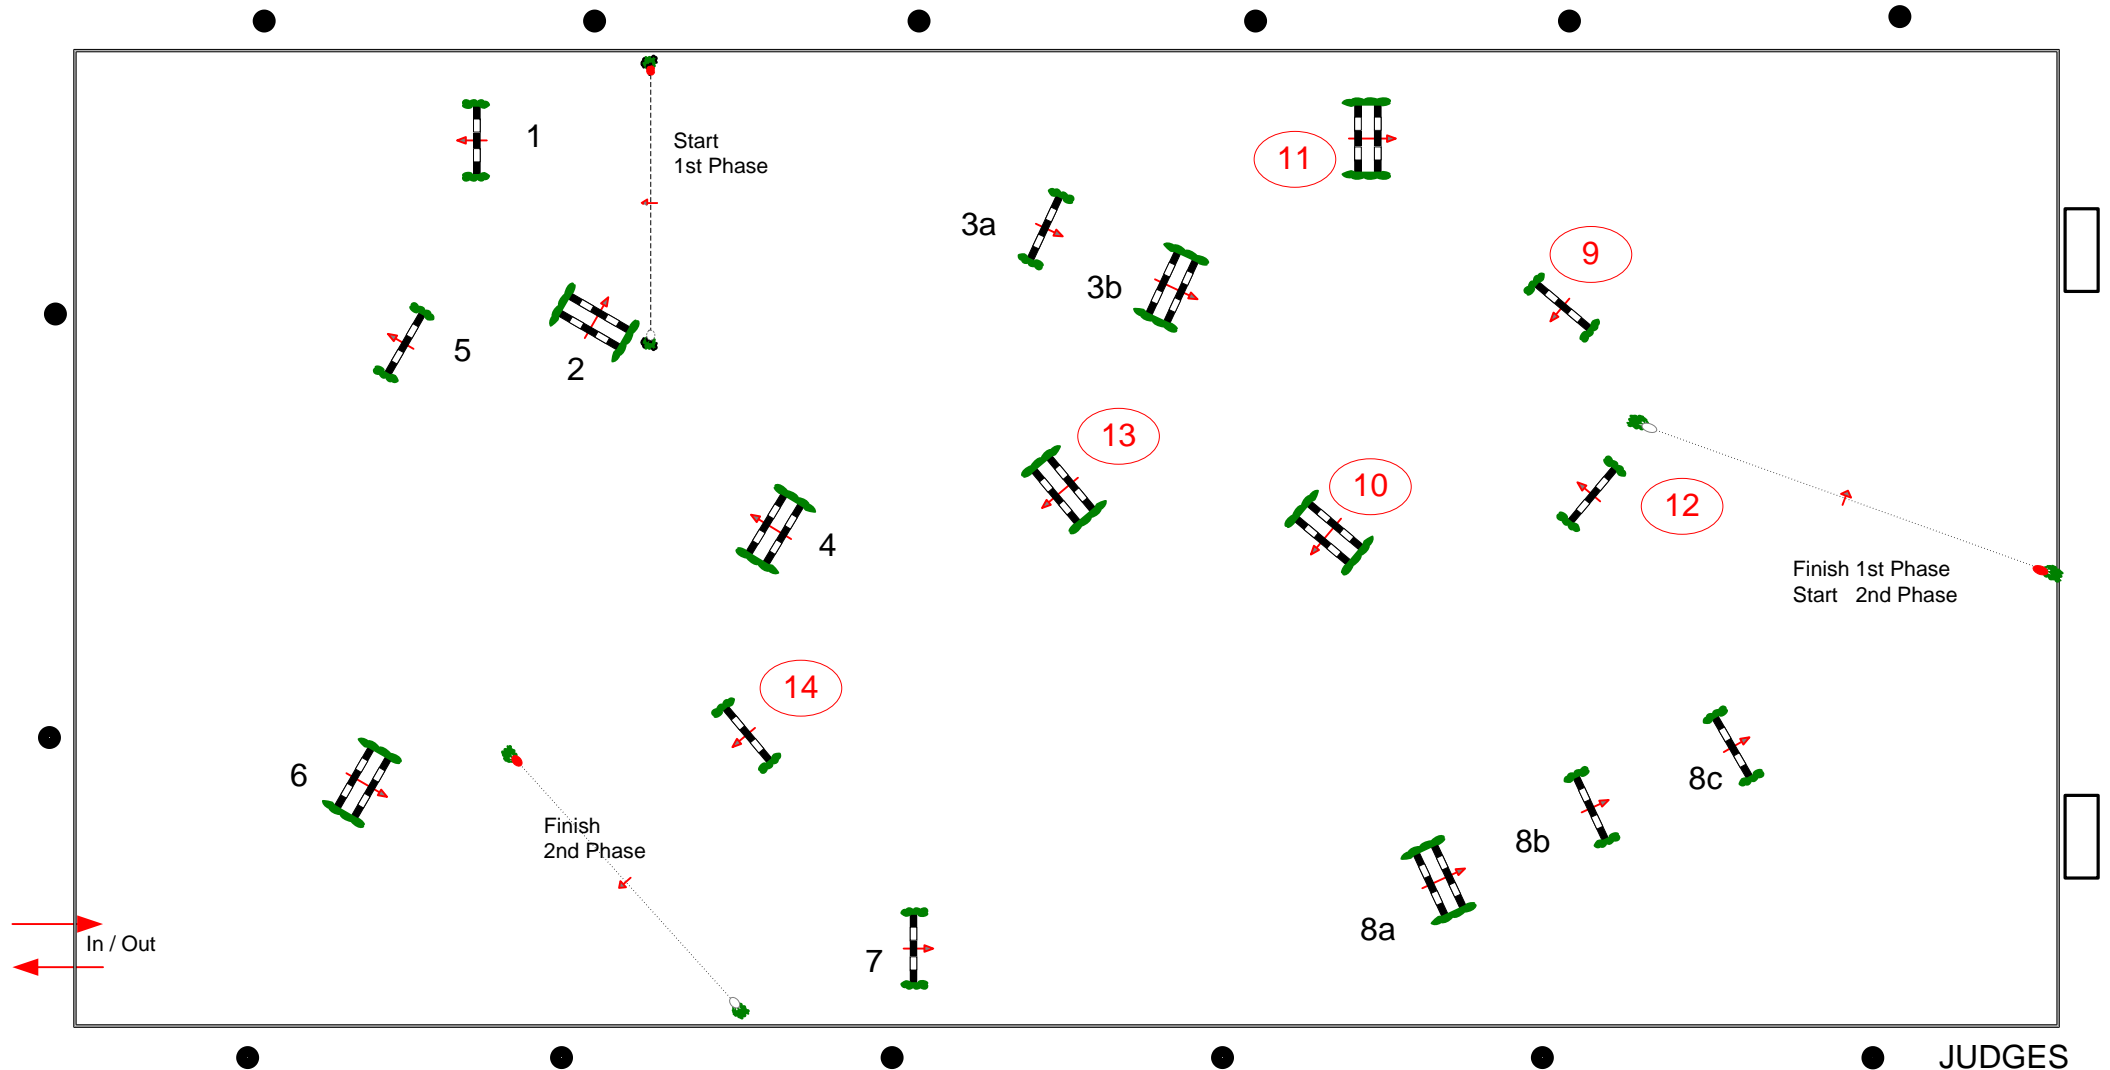 1
Start
1st Phase
11
3a
9
3b
5
2
13
10
12
4
Finish 1st Phase
Start 2nd Phase
14
6
8c
Finish
2nd Phase
8b
8a
In / Out
7
JUDGES